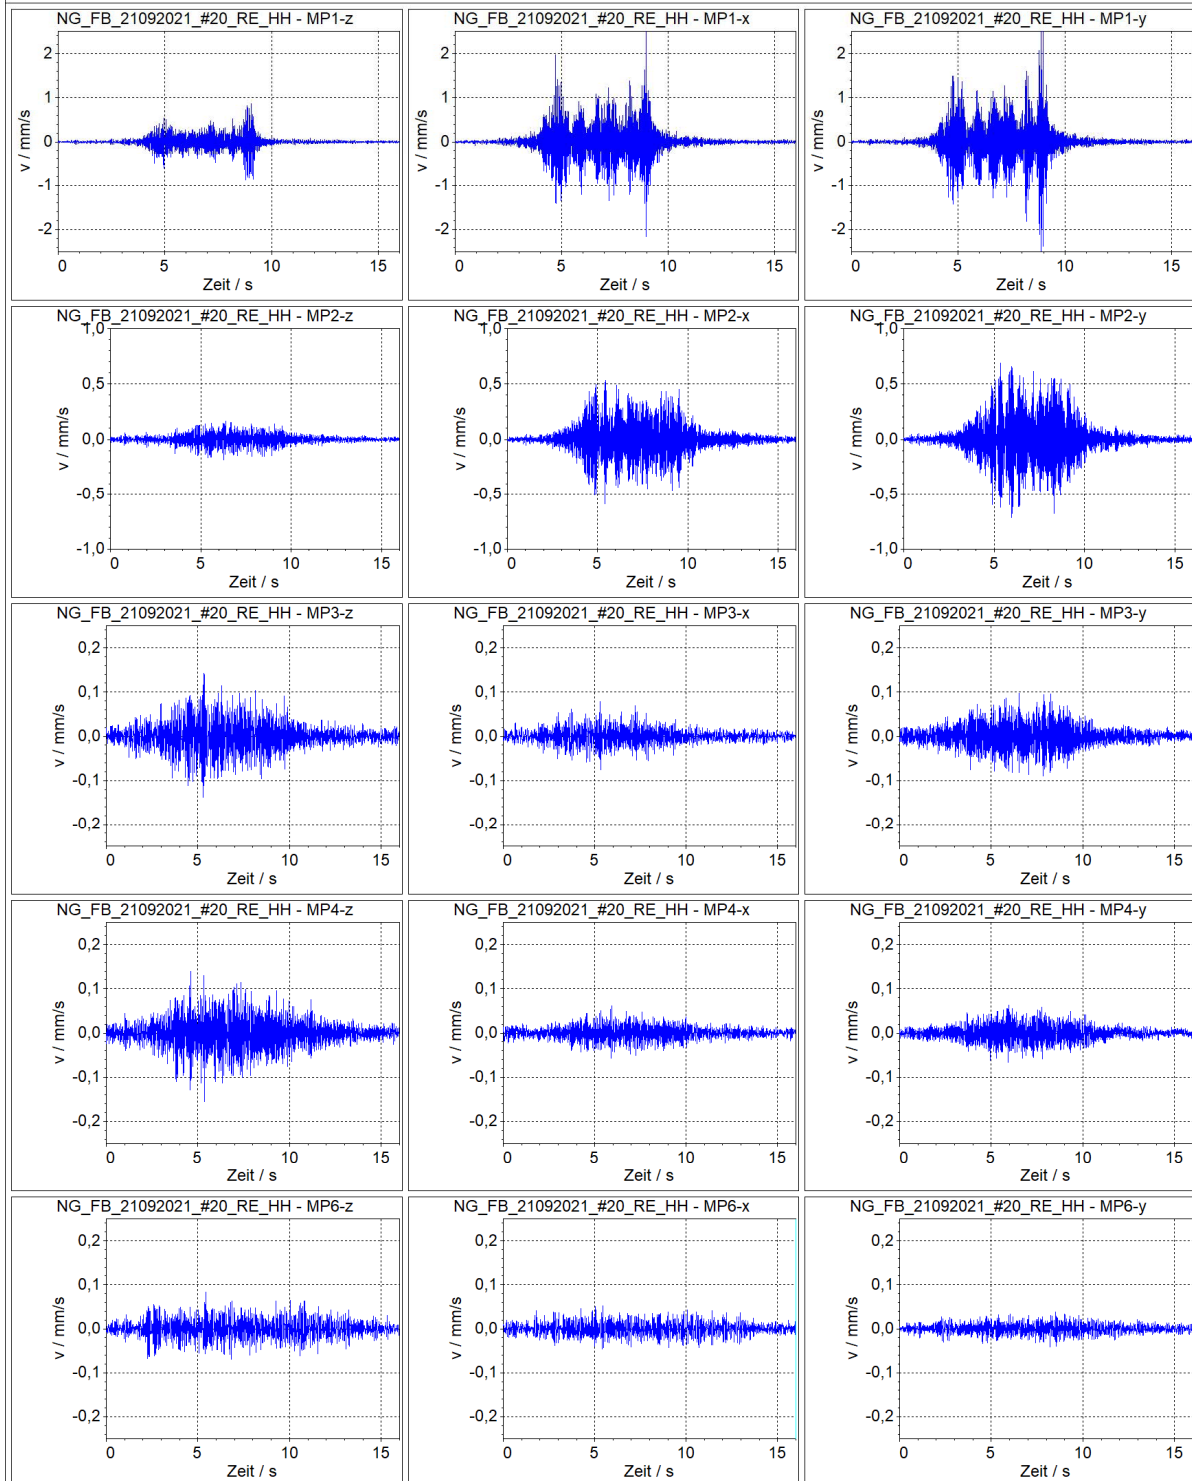 NG_FB_21092021_#20_RE_HH - MP1-z
2
1
0
-1
-2
v / mm/s
0 5 10 15
Zeit / s
NG_FB_21092021_#20_RE_HH - MP1-x
2
1
0
-1
-2
v / mm/s
0 5 10 15
Zeit / s
NG_FB_21092021_#20_RE_HH - MP1-y
2
1
0
-1
-2
v / mm/s
0 5 10 15
Zeit / s
NG_FB_21092021_#20_RE_HH - MP2-z
1,0
0,5
0,0
-0,5
-1,0
v / mm/s
0 5 10 15
Zeit / s
NG_FB_21092021_#20_RE_HH - MP2-x
1,0
0,5
0,0
-0,5
-1,0
v / mm/s
0 5 10 15
Zeit / s
NG_FB_21092021_#20_RE_HH - MP2-y
1,0
0,5
0,0
-0,5
-1,0
v / mm/s
0 5 10 15
Zeit / s
NG_FB_21092021_#20_RE_HH - MP3-z
0,2
0,1
0,0
-0,1
-0,2
v / mm/s
0 5 10 15
Zeit / s
NG_FB_21092021_#20_RE_HH - MP3-x
0,2
0,1
0,0
-0,1
-0,2
v / mm/s
0 5 10 15
Zeit / s
NG_FB_21092021_#20_RE_HH - MP3-y
0,2
0,1
0,0
-0,1
-0,2
v / mm/s
0 5 10 15
Zeit / s
NG_FB_21092021_#20_RE_HH - MP4-z
0,2
0,1
0,0
-0,1
-0,2
v / mm/s
0 5 10 15
Zeit / s
NG_FB_21092021_#20_RE_HH - MP4-x
0,2
0,1
0,0
-0,1
-0,2
v / mm/s
0 5 10 15
Zeit / s
NG_FB_21092021_#20_RE_HH - MP4-y
0,2
0,1
0,0
-0,1
-0,2
v / mm/s
0 5 10 15
Zeit / s
NG_FB_21092021_#20_RE_HH - MP6-z
0,2
0,1
0,0
-0,1
-0,2
v / mm/s
0 5 10 15
Zeit / s
NG_FB_21092021_#20_RE_HH - MP6-x
0,2
0,1
0,0
-0,1
-0,2
v / mm/s
0 5 10 15
Zeit / s
NG_FB_21092021_#20_RE_HH - MP6-y
0,2
0,1
0,0
-0,1
-0,2
v / mm/s
0 5 10 15
Zeit / s